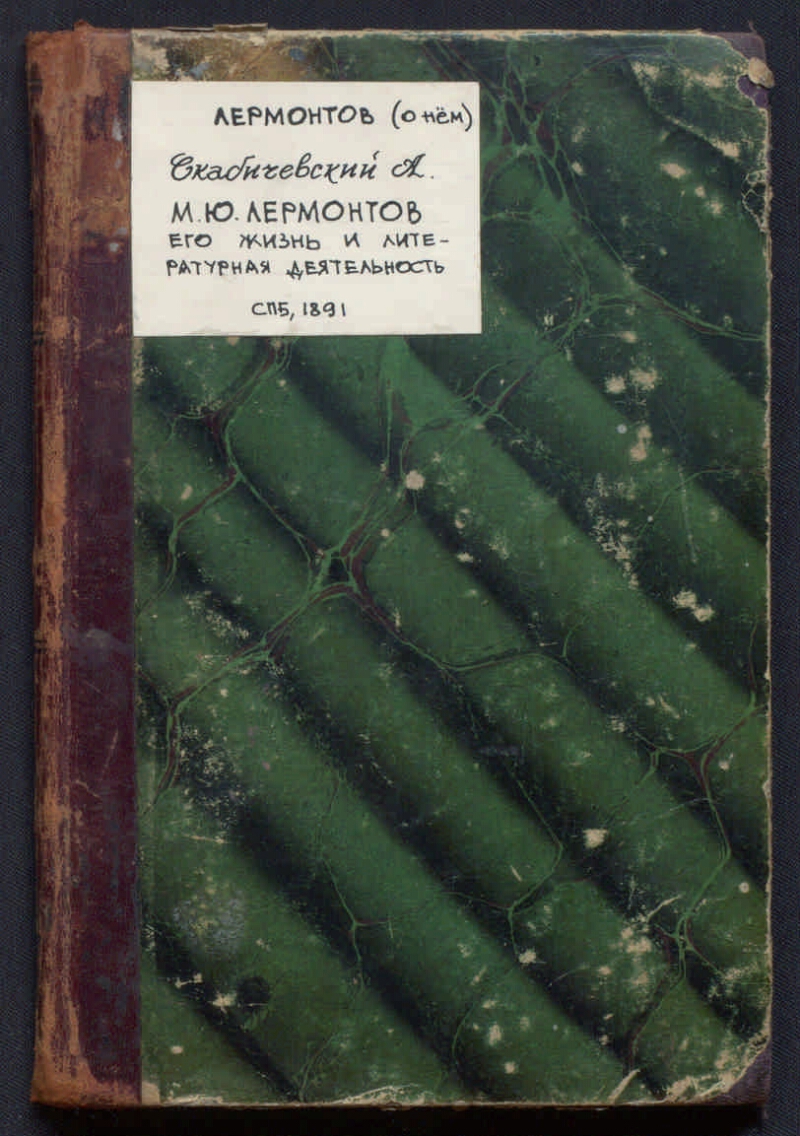 ЛЕРМОНТОВ (о нём)
Скабичевский А.
М.Ю. ЛЕРМОНТОВ
ЕГО ЖИЗНЬ И ЛИТЕ-
РАТУРНАЯ ДЕЯТЕЛЬНОСТЬ
СПБ, 1891